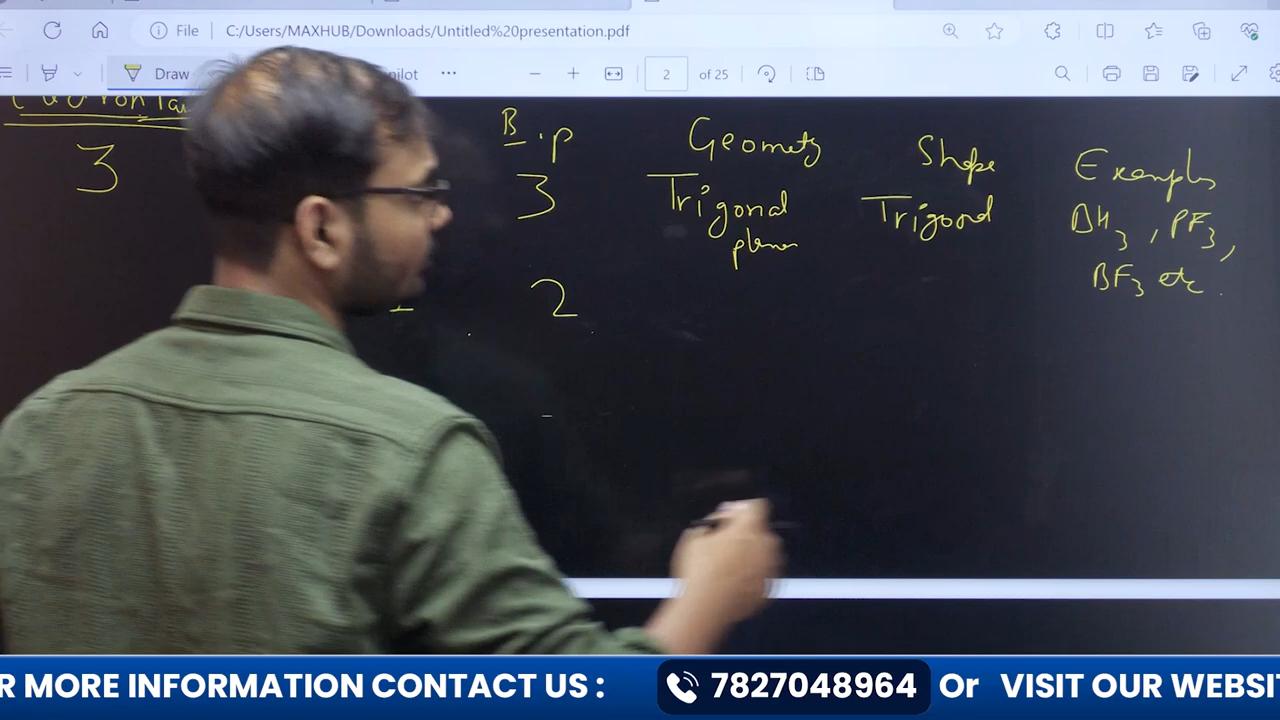 File C:/Users/MAXHUB/Downloads/Untitled%20presentation.pdf
Draw
2 of 25
B.p Geometry Shape Examples
3 3 Trigonal Trigonal BH3, PF3,
planar
BF3 etc.
2
R MORE INFORMATION CONTACT US : 7827048964 Or VISIT OUR WEBSIT